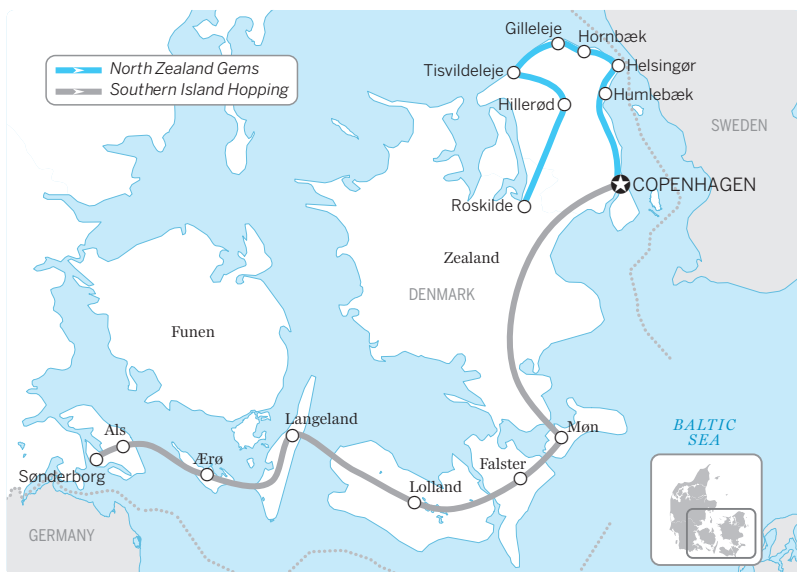 North Zealand Gems
Southern Island Hopping
Gilleleje
Hornbæk
Tisvildeleje
Helsingør
Hillerød
Humlebæk
SWEDEN
COPENHAGEN
Roskilde
Zealand
DENMARK
Funen
Langeland
Als
Møn
BALTIC
SEA
Ærø
Falster
Sønderborg
Lolland
GERMANY